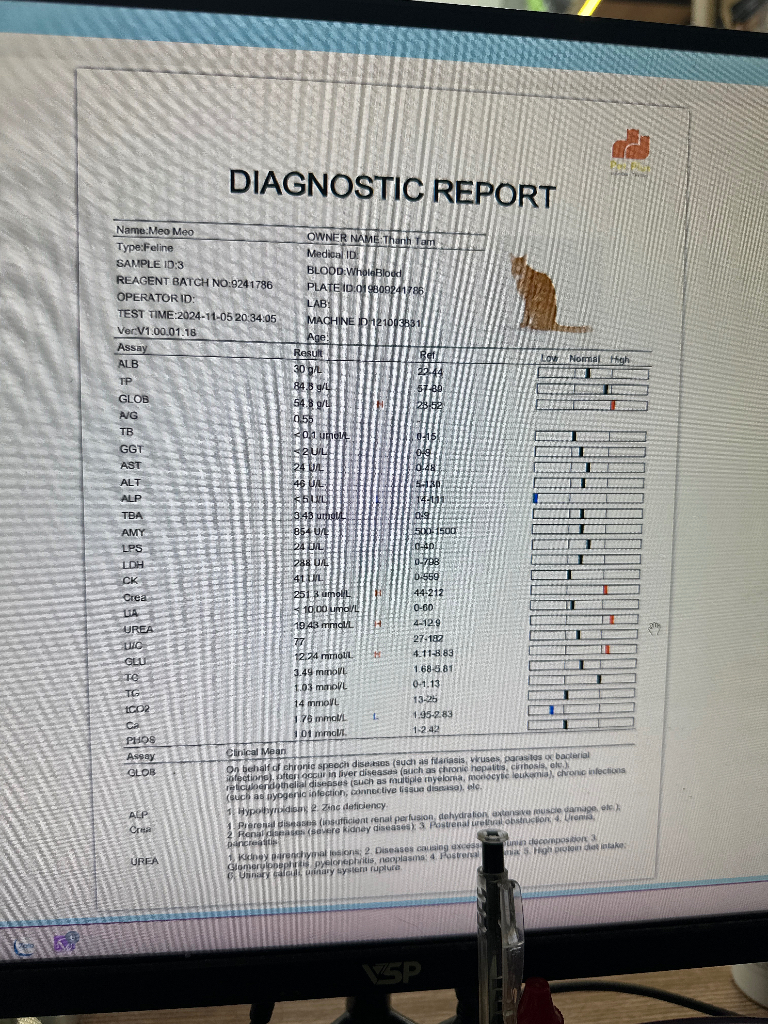 DIAGNOSTIC REPORT
Name:Meo Meo OWNER NAME:Thanh Tam
Type:Feline Medical ID:
SAMPLE ID:3 BLOOD:WholeBlood
REAGENT BATCH NO:9241786 PLATE ID:019809241786
OPERATOR ID: LAB:
TEST TIME:2024-11-05 20:34:05 MACHINE ID:121003831
Ver:V1.00.01.16 Age:
Assay Result Ref Low Normal High
ALB 30 g/L 22-44
TP 84.8 g/L 57-89
GLOB 54.8 g/L H 28-52
A/G 0.55
TB <0.1 umol/L 0-15
GGT <2 U/L 0-9
AST 24 U/L 0-48
ALT 46 U/L 5-130
ALP <5 U/L L 14-111
TBA 3.43 umol/L 0-9
AMY 854 U/L 500-1500
LPS 24 U/L 0-40
LDH 288 U/L 0-798
CK 41 U/L 0-559
Crea 251.3 umol/L H 44-212
UA <10.00 umol/L 0-60
UREA 19.43 mmol/L H 4-12.9
U/C 77 27-182
GLU 12.24 mmol/L H 4.11-8.83
TC 3.49 mmol/L 1.68-5.81
TG 1.03 mmol/L 0-1.13
tCO2 14 mmol/L 13-25
Ca 1.76 mmol/L L 1.95-2.83
PHOS 1.01 mmol/L 1-2.42
Assay Clinical Mean
GLOB On behalf of chronic speech diseases (such as filariasis, viruses, parasites or bacterial
infections), often occur in liver diseases (such as chronic hepatitis, cirrhosis, etc.),
reticuloendothelial diseases (such as multiple myeloma, monocytic leukemia), chronic infections
(such as pyogenic infection, connective tissue disease), etc.
ALP 1. Hypothyroidism; 2. Zinc deficiency.
Crea 1. Prerenal diseases (insufficient renal perfusion, dehydration, extensive muscle damage, etc.);
2. Renal diseases (severe kidney diseases); 3. Postrenal urethral obstruction; 4. Uremia,
pancreatitis
UREA 1. Kidney parenchymal lesions; 2. Diseases causing decomposition; 3.
Glomerulonephritis, pyelonephritis, neoplasms; 4. Postrenal 5. High protein diet intake;
6. Urinary calculi, urinary system rupture.
VSP